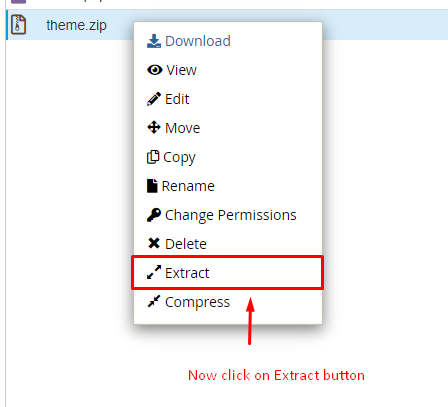 theme.zip
Download
View
Edit
Move
Copy
Rename
Change Permissions
Delete
Extract
Compress
Now click on Extract button